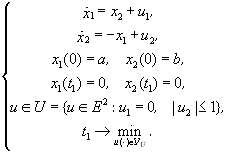 ẋ₁ = x₂ + u₁,
ẋ₂ = −x₁ + u₂,
x₁(0) = a, x₂(0) = b,
x₁(t₁) = 0, x₂(t₁) = 0,
u ∈ U = {u ∈ E² : u₁ = 0, |u₂| ≤ 1},
t₁ → min